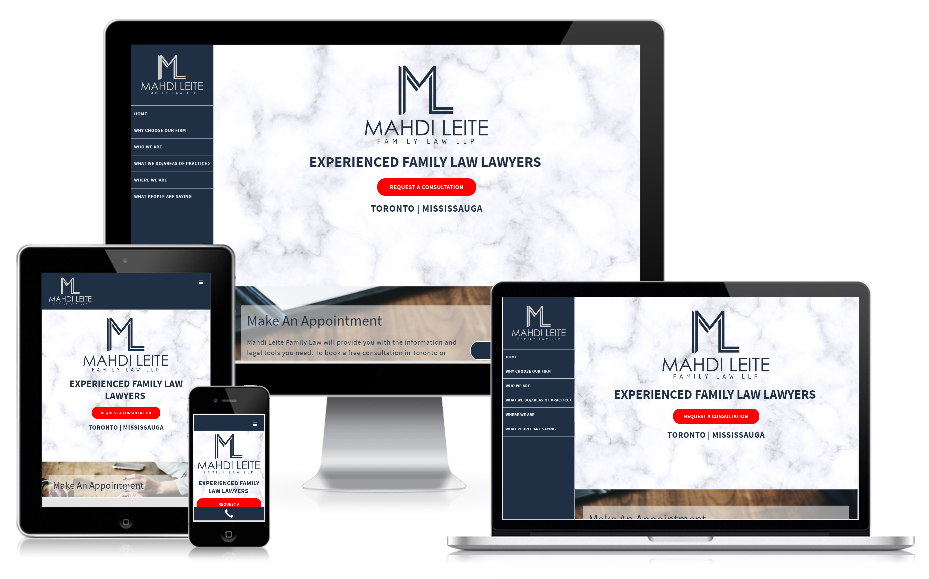 MAHDI LEITE
FAMILY LAW LLP
HOME
WHY CHOOSE OUR FIRM
WHO WE ARE
WHAT WE DO/AREAS OF PRACTICE
WHERE WE ARE
WHAT PEOPLE ARE SAYING
ML
MAHDI LEITE
FAMILY LAW LLP
EXPERIENCED FAMILY LAW LAWYERS
REQUEST A CONSULTATION
TORONTO | MISSISSAUGA
Make An Appointment
Mahdi Leite Family Law will provide you with the information and
legal tools you need. To book a free consultation in Toronto or
MAHDI LEITE
ML
MAHDI LEITE
FAMILY LAW LLP
EXPERIENCED FAMILY LAW
LAWYERS
REQUEST A CONSULTATION
TORONTO | MISSISSAUGA
Make An Appointment
ML
MAHDI LEITE
FAMILY LAW LLP
EXPERIENCED FAMILY
LAW LAWYERS
REQUEST A
MAHDI LEITE
FAMILY LAW LLP
HOME
WHY CHOOSE OUR FIRM
WHO WE ARE
WHAT WE DO/AREAS OF PRACTICE
WHERE WE ARE
WHAT PEOPLE ARE SAYING
ML
MAHDI LEITE
FAMILY LAW LLP
EXPERIENCED FAMILY LAW LAWYERS
REQUEST A CONSULTATION
TORONTO | MISSISSAUGA
Make An Appointment